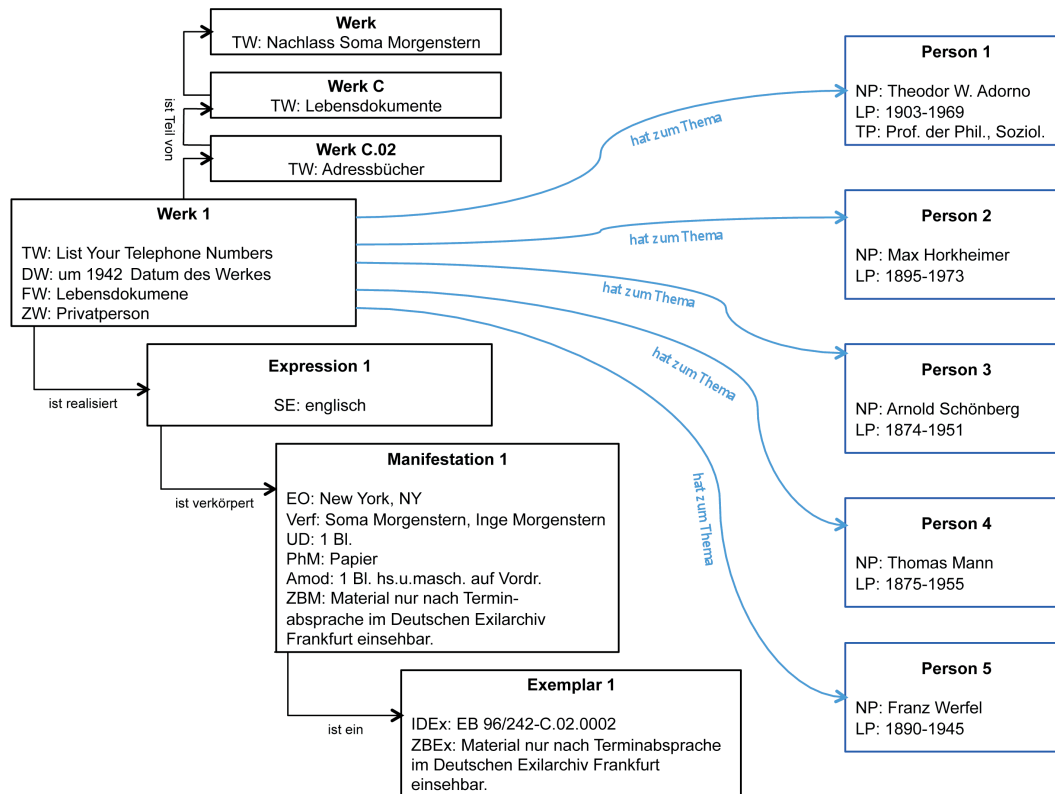 Werk
TW: Nachlass Soma Morgenstern
Werk C
TW: Lebensdokumente
ist Teil von
Werk C.02
TW: Adressbücher
Werk 1
TW: List Your Telephone Numbers
DW: um 1942 Datum des Werkes
FW: Lebensdokumene
ZW: Privatperson
ist realisiert
Expression 1
SE: englisch
ist verkörpert
Manifestation 1
EO: New York, NY
Verf: Soma Morgenstern, Inge Morgenstern
UD: 1 Bl.
PhM: Papier
Amod: 1 Bl. hs.u.masch. auf Vordr.
ZBM: Material nur nach Termin-
absprache im Deutschen Exilarchiv
Frankfurt einsehbar.
ist ein
Exemplar 1
IDEx: EB 96/242-C.02.0002
ZBEx: Material nur nach Terminabsprache
im Deutschen Exilarchiv Frankfurt
einsehbar.
hat zum Thema
hat zum Thema
hat zum Thema
hat zum Thema
hat zum Thema
Person 1
NP: Theodor W. Adorno
LP: 1903-1969
TP: Prof. der Phil., Soziol.
Person 2
NP: Max Horkheimer
LP: 1895-1973
Person 3
NP: Arnold Schönberg
LP: 1874-1951
Person 4
NP: Thomas Mann
LP: 1875-1955
Person 5
NP: Franz Werfel
LP: 1890-1945